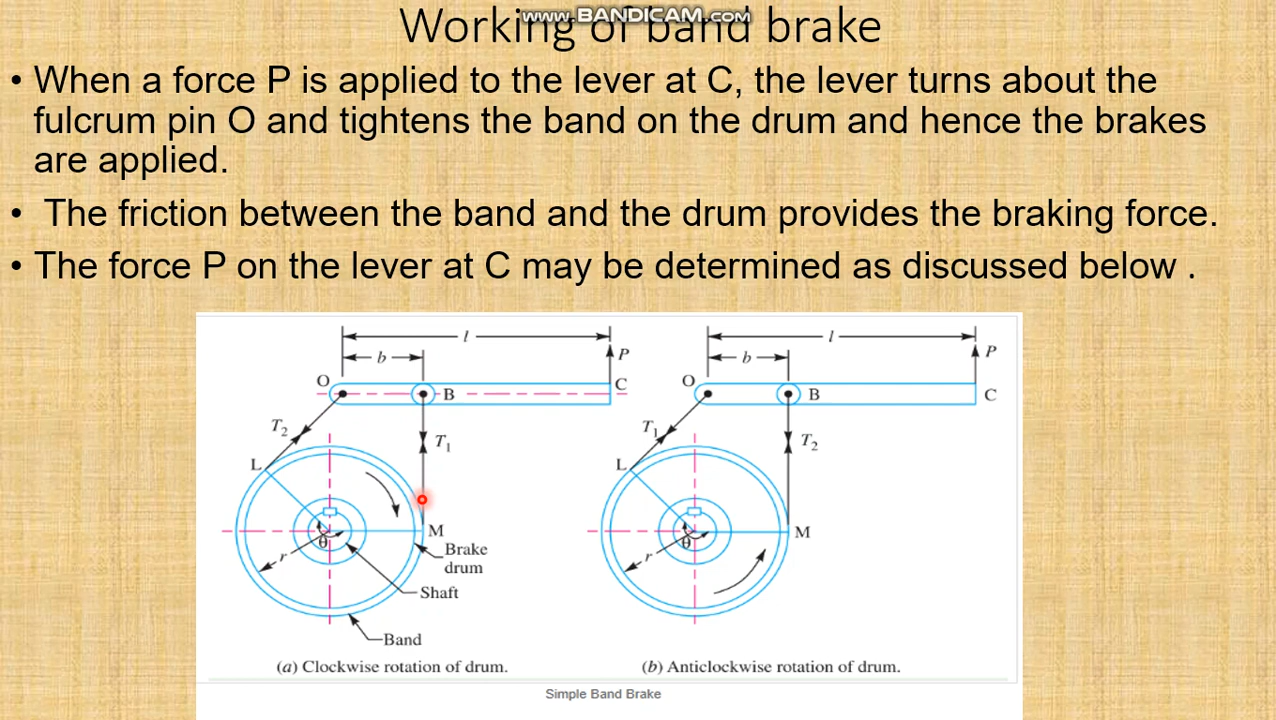 www.BANDICAM.com
Working of band brake
• When a force P is applied to the lever at C, the lever turns about the
fulcrum pin O and tightens the band on the drum and hence the brakes
are applied.
• The friction between the band and the drum provides the braking force.
• The force P on the lever at C may be determined as discussed below .
l
b
P
O
B
C
T₂
T₁
L
M
θ
r
Brake
drum
Shaft
Band
(a) Clockwise rotation of drum.
l
b
P
O
B
C
T₁
T₂
L
M
θ
r
(b) Anticlockwise rotation of drum.
Simple Band Brake